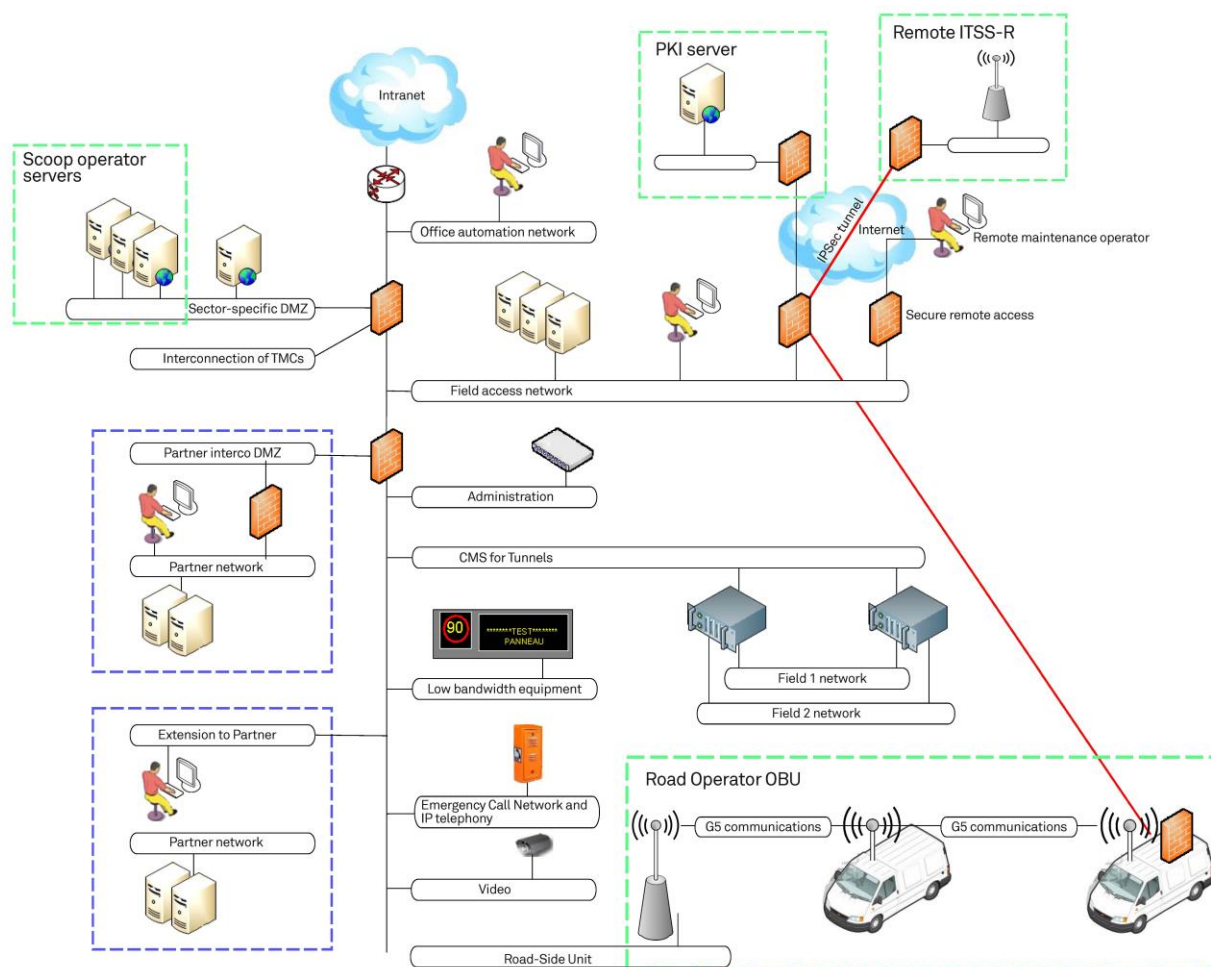 Intranet
PKI server
Remote ITSS-R
Scoop operator
servers
Office automation network
IPSec tunnel
Internet
Remote maintenance operator
Sector-specific DMZ
Secure remote access
Interconnection of TMCs
Field access network
Partner interco DMZ
Administration
CMS for Tunnels
Partner network
90
********TEST********
PANNEAU
Field 1 network
Low bandwidth equipment
Field 2 network
Extension to Partner
Road Operator OBU
Emergency Call Network and
IP telephony
G5 communications
G5 communications
Partner network
Video
Road-Side Unit